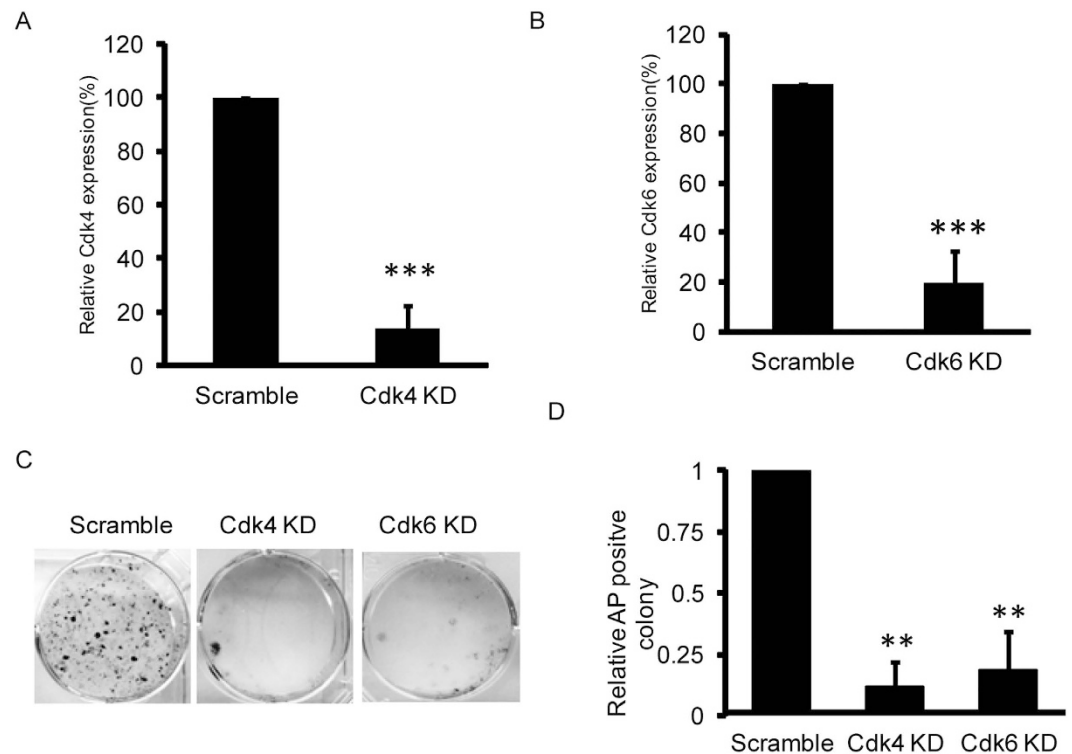 A
Relative Cdk4 expression(%)
120
100
80
60
40
20
0
***
Scramble
Cdk4 KD
B
Relative Cdk6 expression(%)
120
100
80
60
40
20
0
***
Scramble
Cdk6 KD
C
Scramble
Cdk4 KD
Cdk6 KD
D
Relative AP positve
colony
1
0.75
0.5
0.25
0
**
**
Scramble
Cdk4 KD
Cdk6 KD